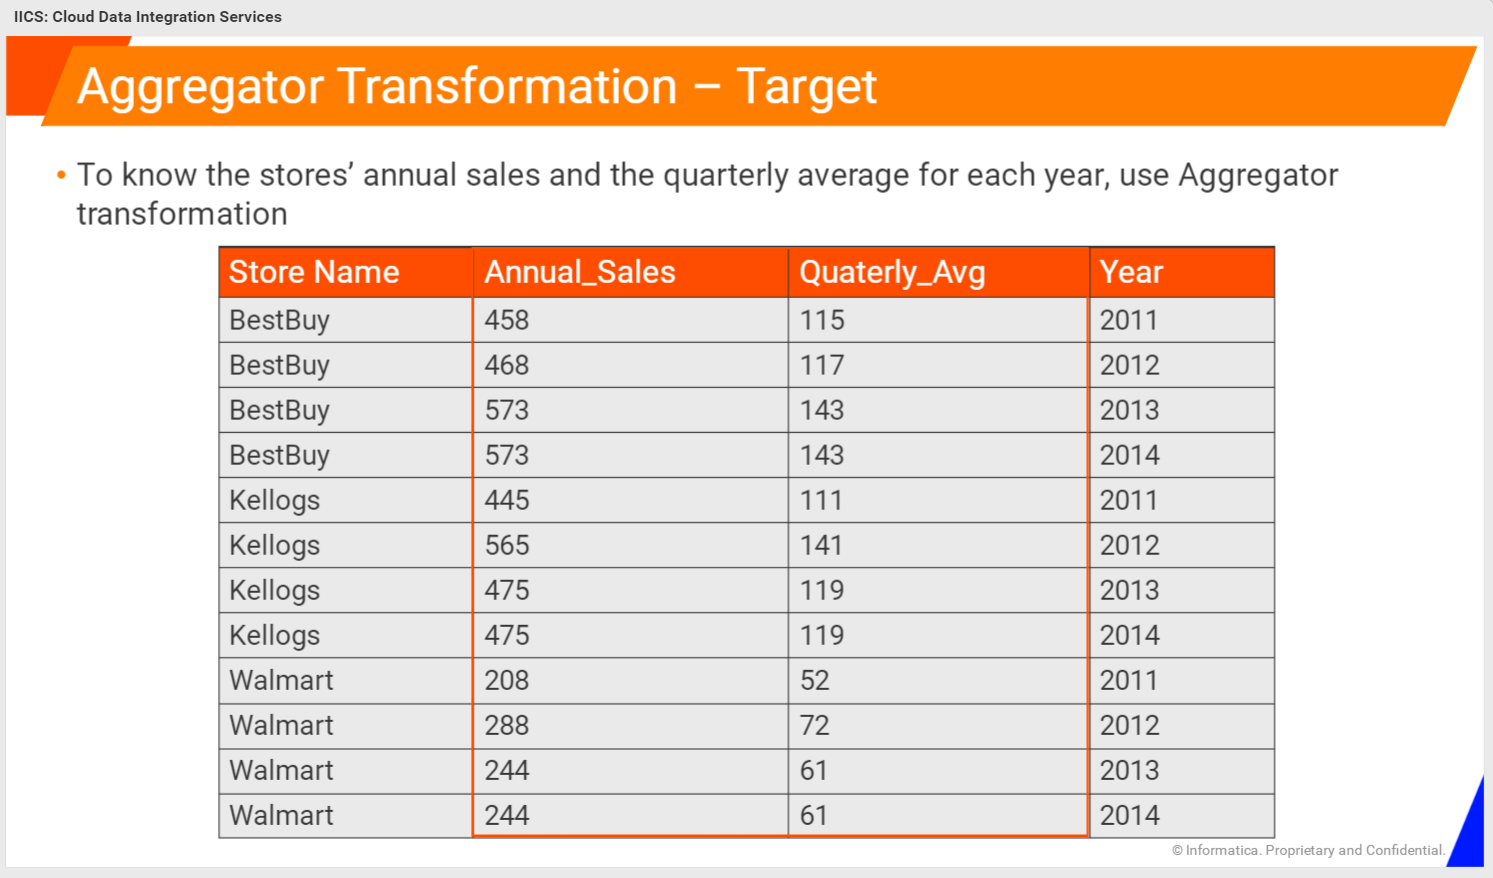 IICS: Cloud Data Integration Services
Aggregator Transformation – Target
• To know the stores’ annual sales and the quarterly average for each year, use Aggregator
transformation
Store Name Annual_Sales Quaterly_Avg Year
BestBuy 458 115 2011
BestBuy 468 117 2012
BestBuy 573 143 2013
BestBuy 573 143 2014
Kellogs 445 111 2011
Kellogs 565 141 2012
Kellogs 475 119 2013
Kellogs 475 119 2014
Walmart 208 52 2011
Walmart 288 72 2012
Walmart 244 61 2013
Walmart 244 61 2014
© Informatica. Proprietary and Confidential.